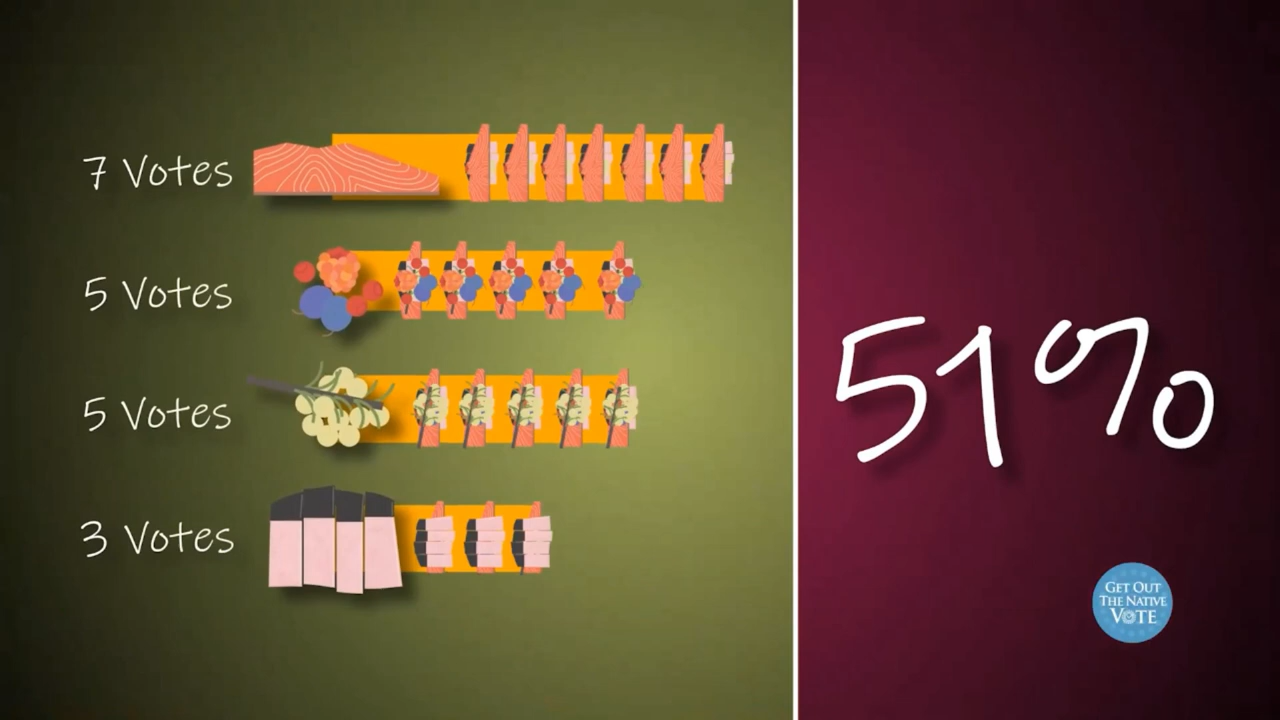 7 Votes
5 Votes
5 Votes
3 Votes
51%
GET OUT
THE NATIVE
VOTE